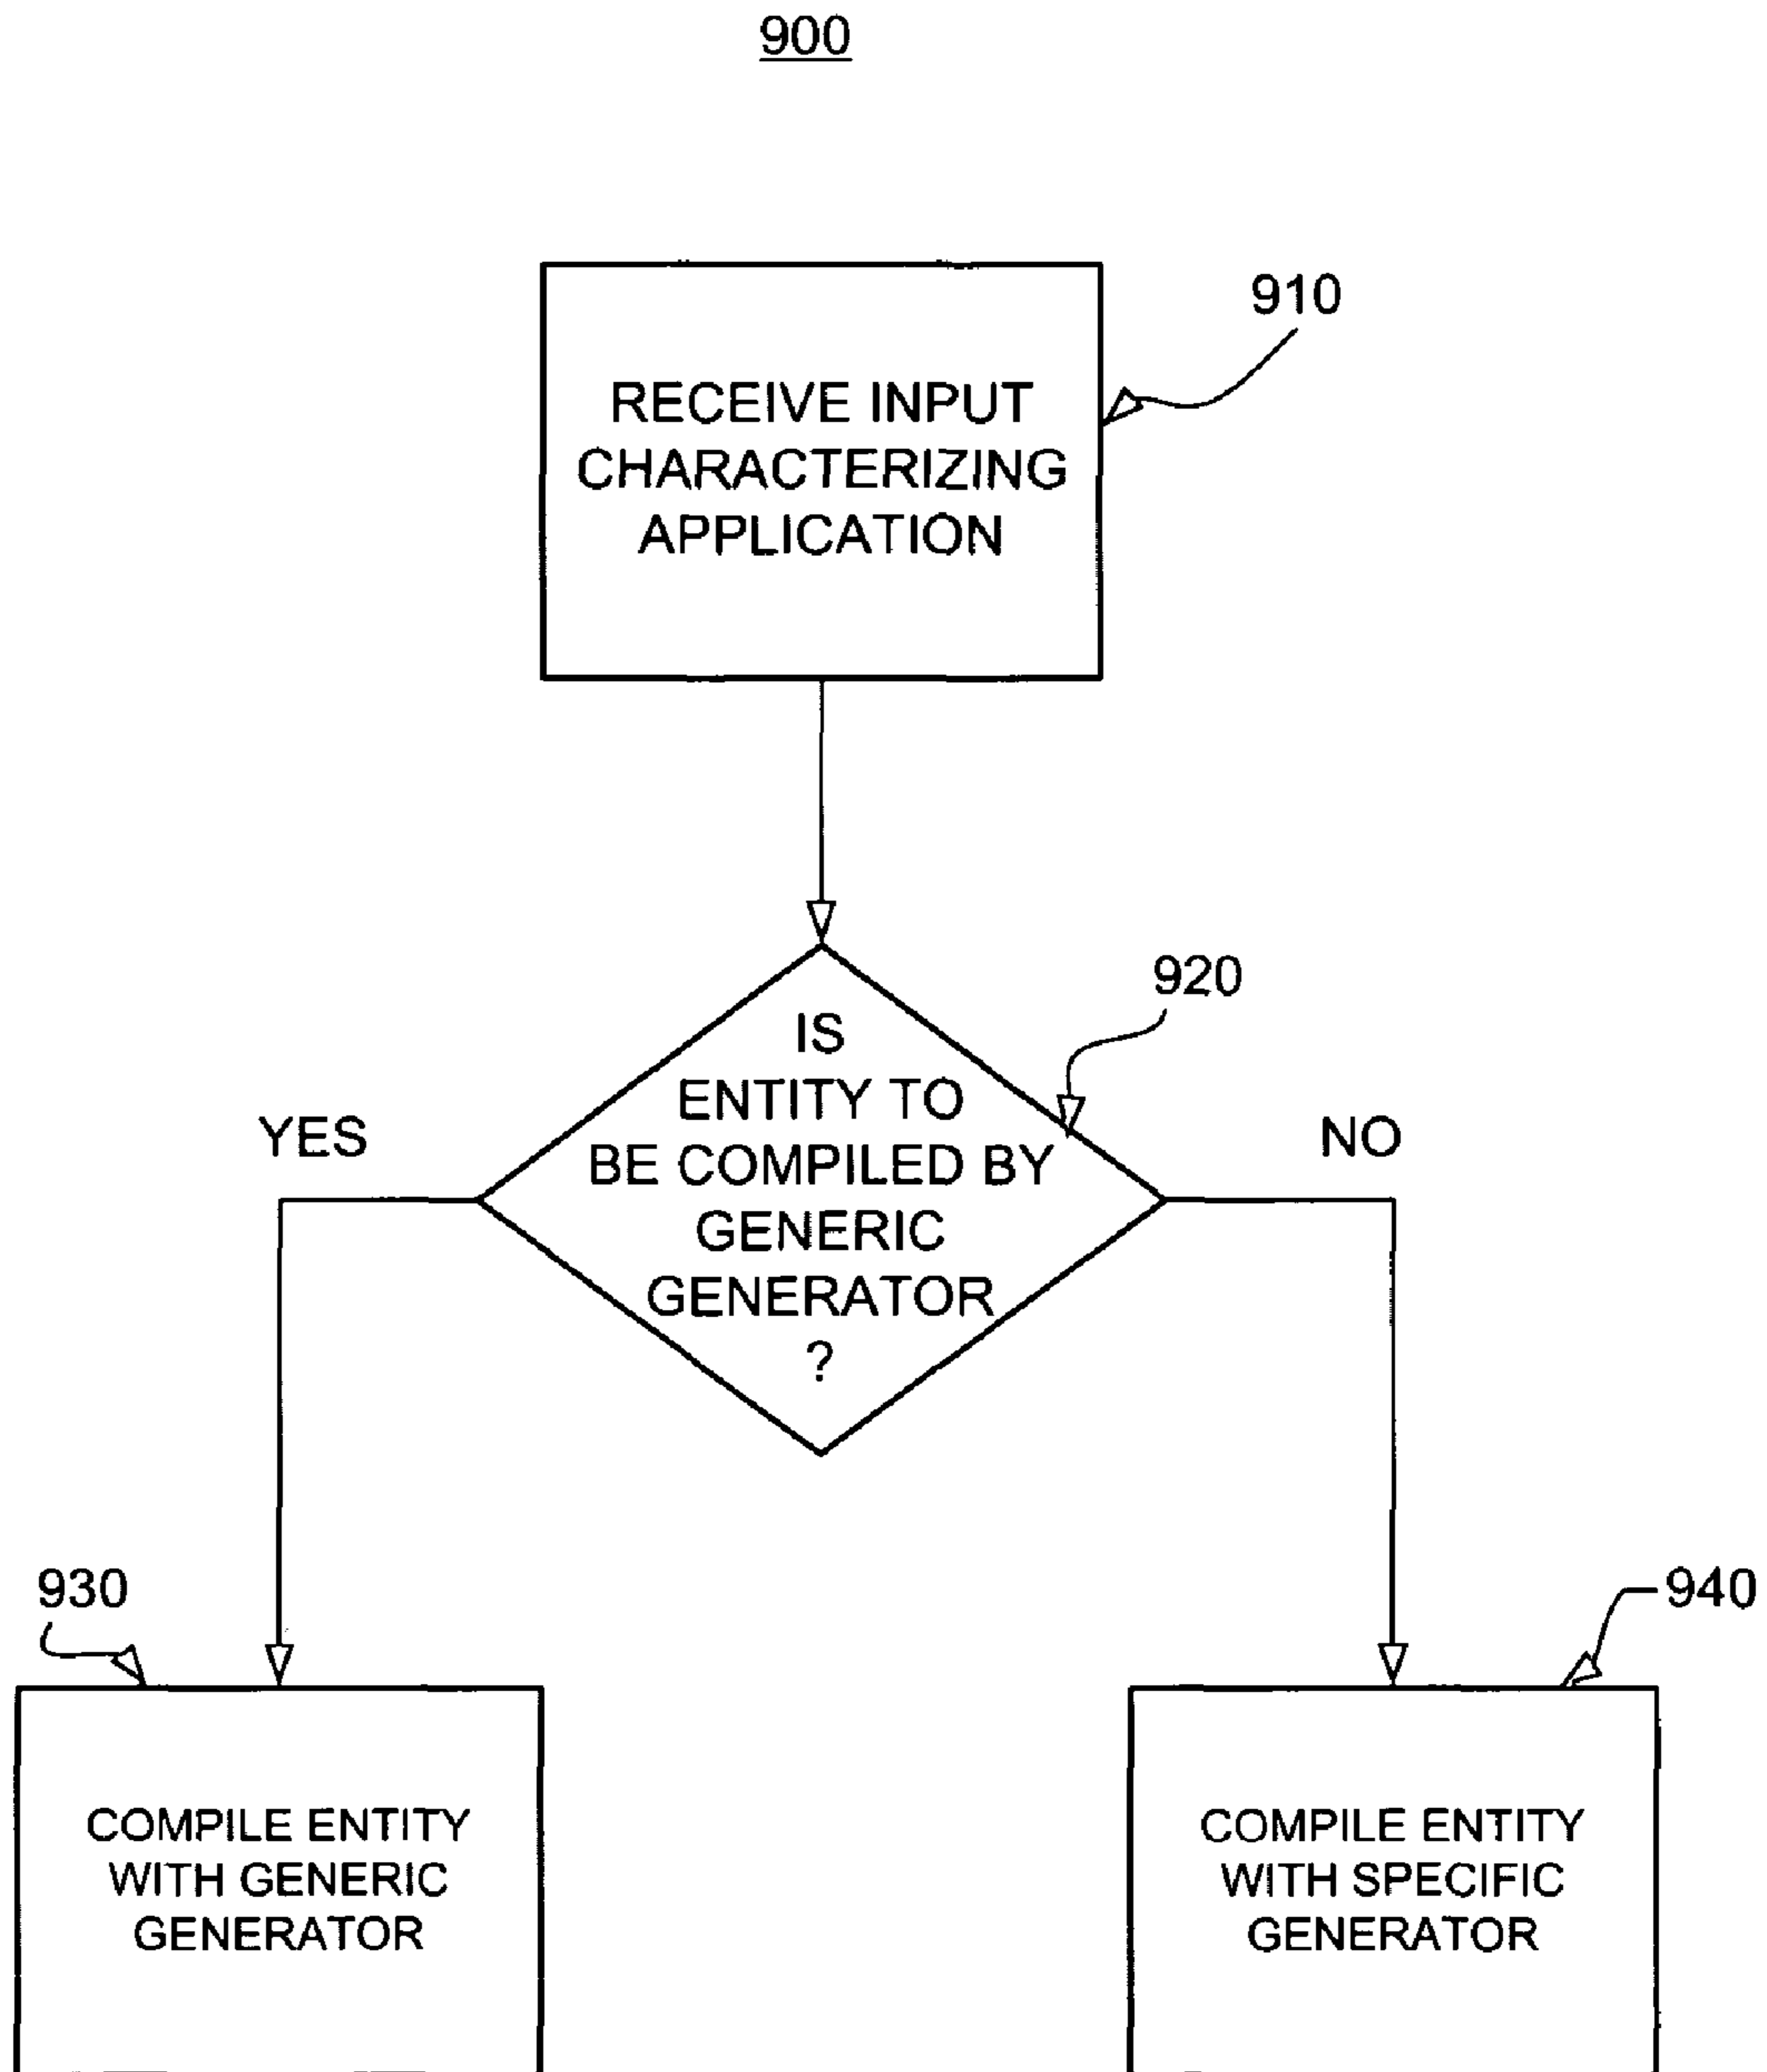 900
910
RECEIVE INPUT
CHARACTERIZING
APPLICATION
920
IS
ENTITY TO
BE COMPILED BY
GENERIC
GENERATOR
?
YES
NO
930
940
COMPILE ENTITY
WITH GENERIC
GENERATOR
COMPILE ENTITY
WITH SPECIFIC
GENERATOR